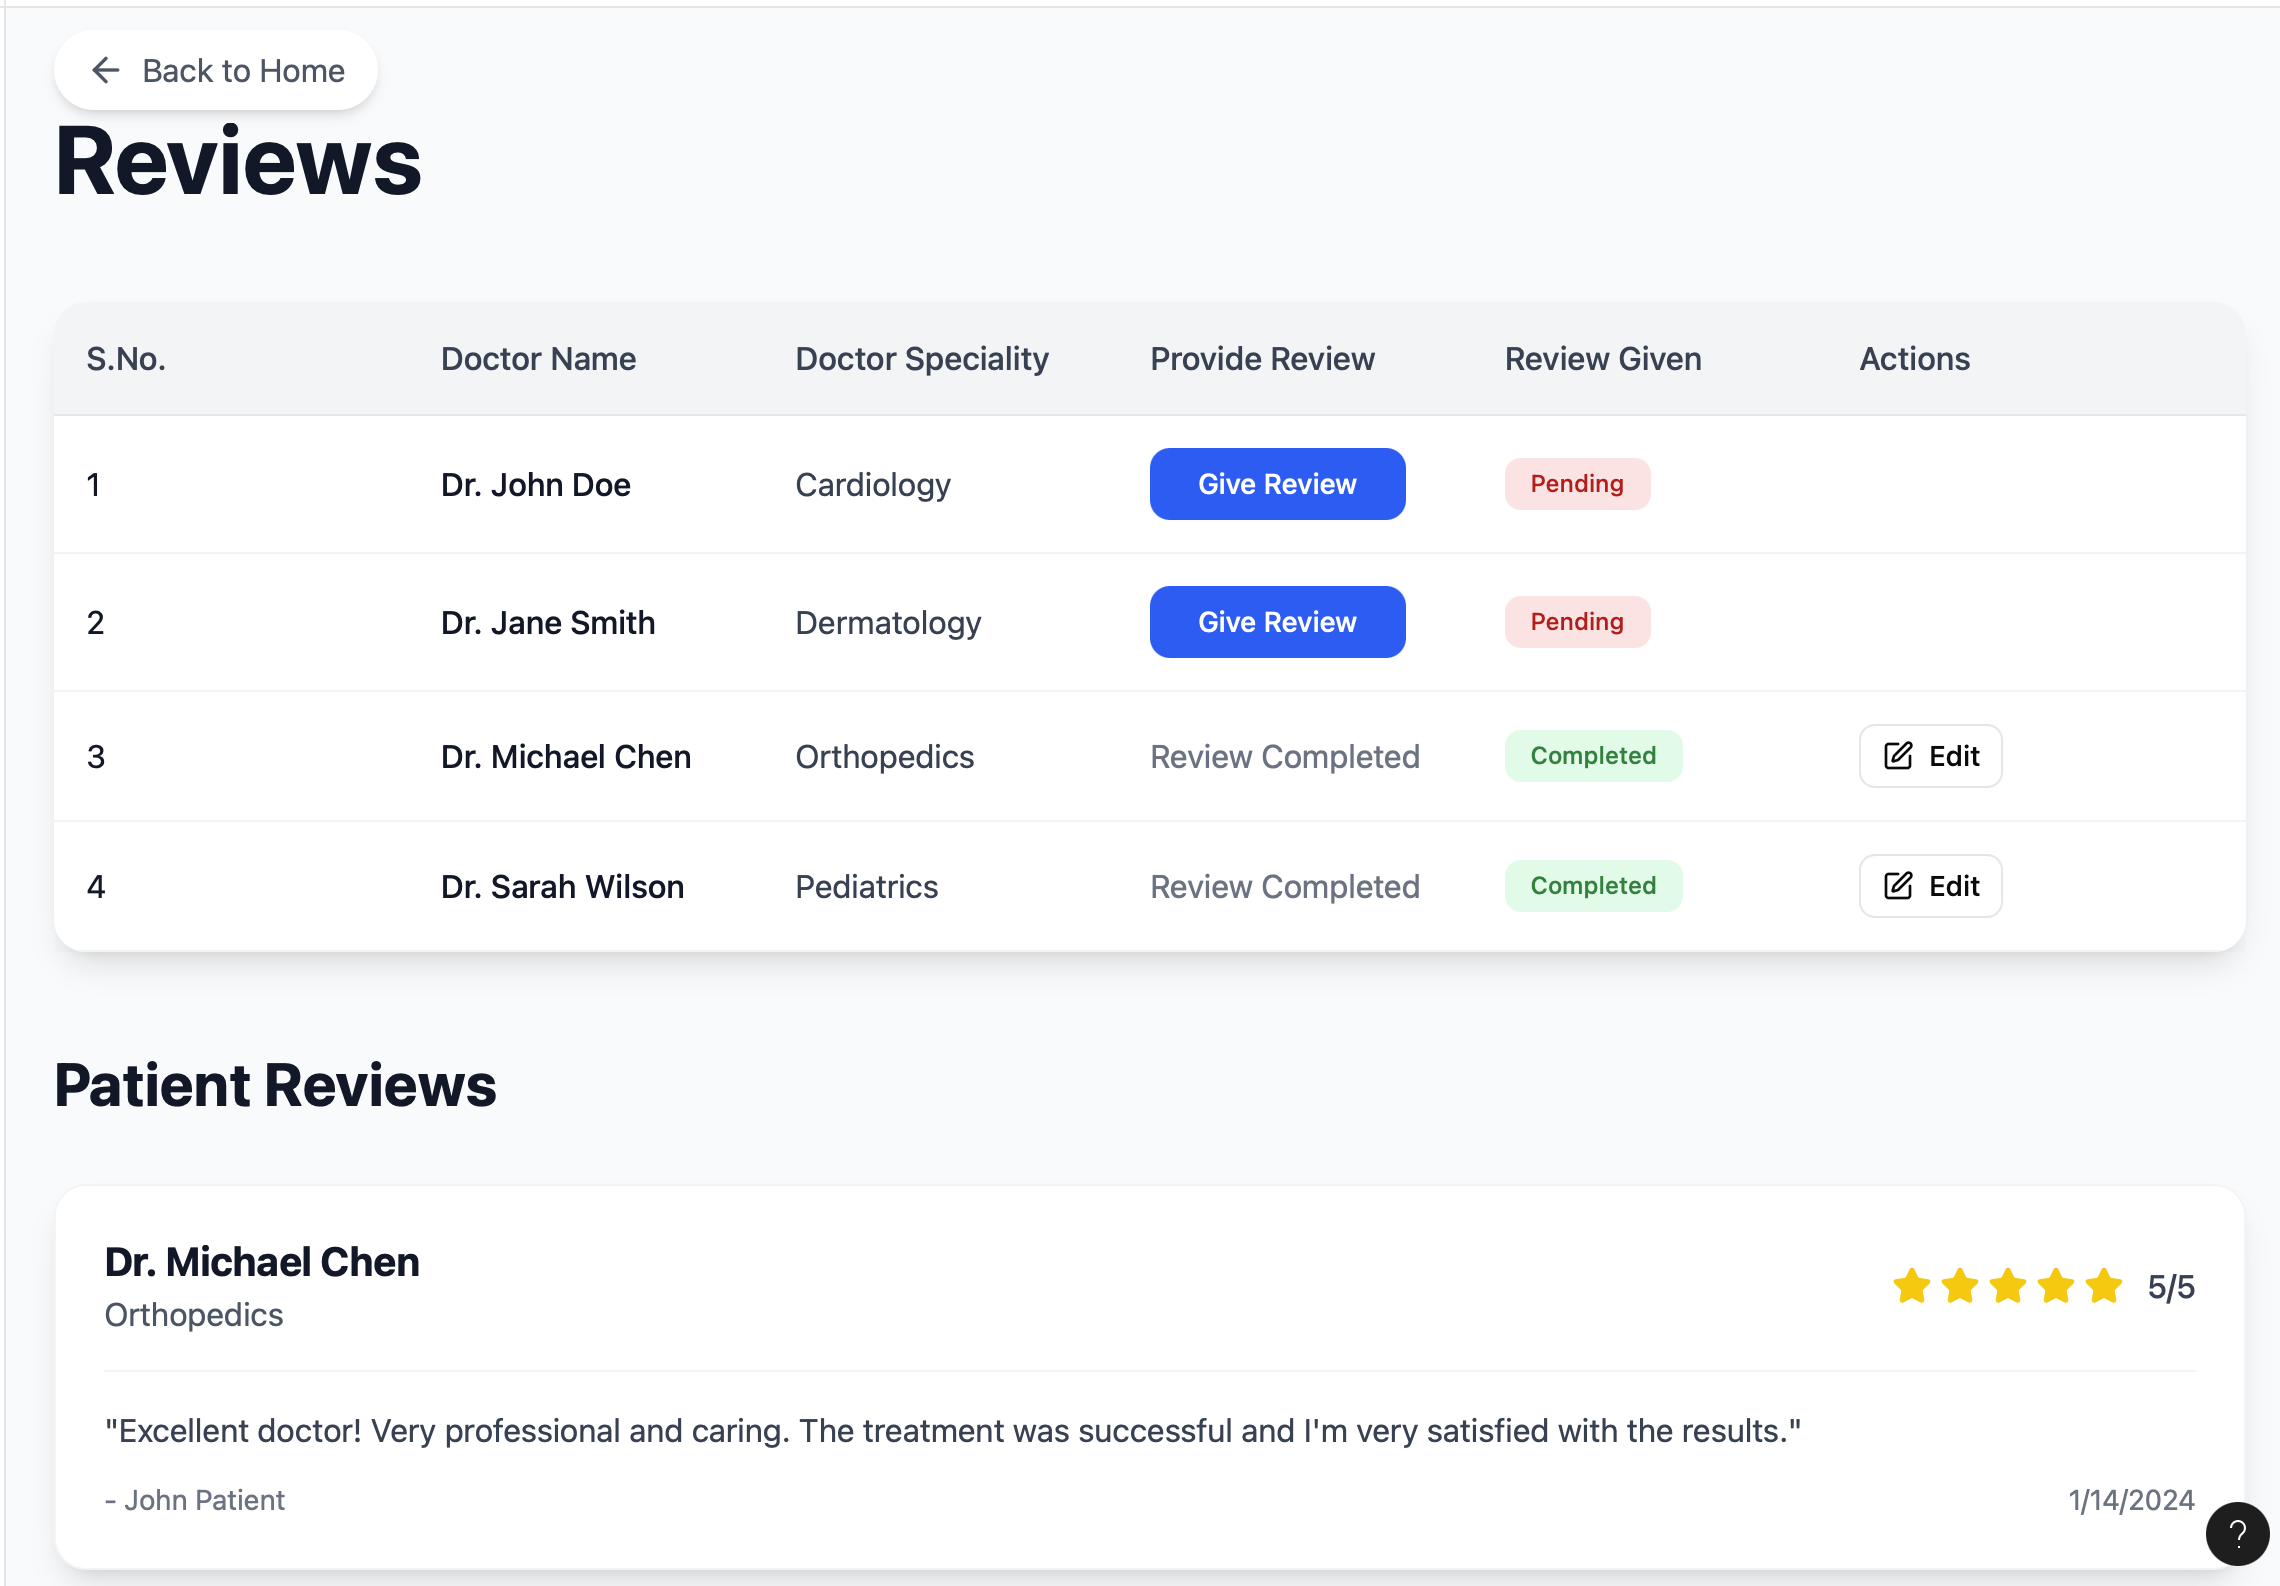 Back to Home
Reviews
S.No. Doctor Name Doctor Speciality Provide Review Review Given Actions
1 Dr. John Doe Cardiology Give Review Pending
2 Dr. Jane Smith Dermatology Give Review Pending
3 Dr. Michael Chen Orthopedics Review Completed Completed Edit
4 Dr. Sarah Wilson Pediatrics Review Completed Completed Edit
Patient Reviews
Dr. Michael Chen
Orthopedics
5/5
"Excellent doctor! Very professional and caring. The treatment was successful and I'm very satisfied with the results."
- John Patient 1/14/2024
?